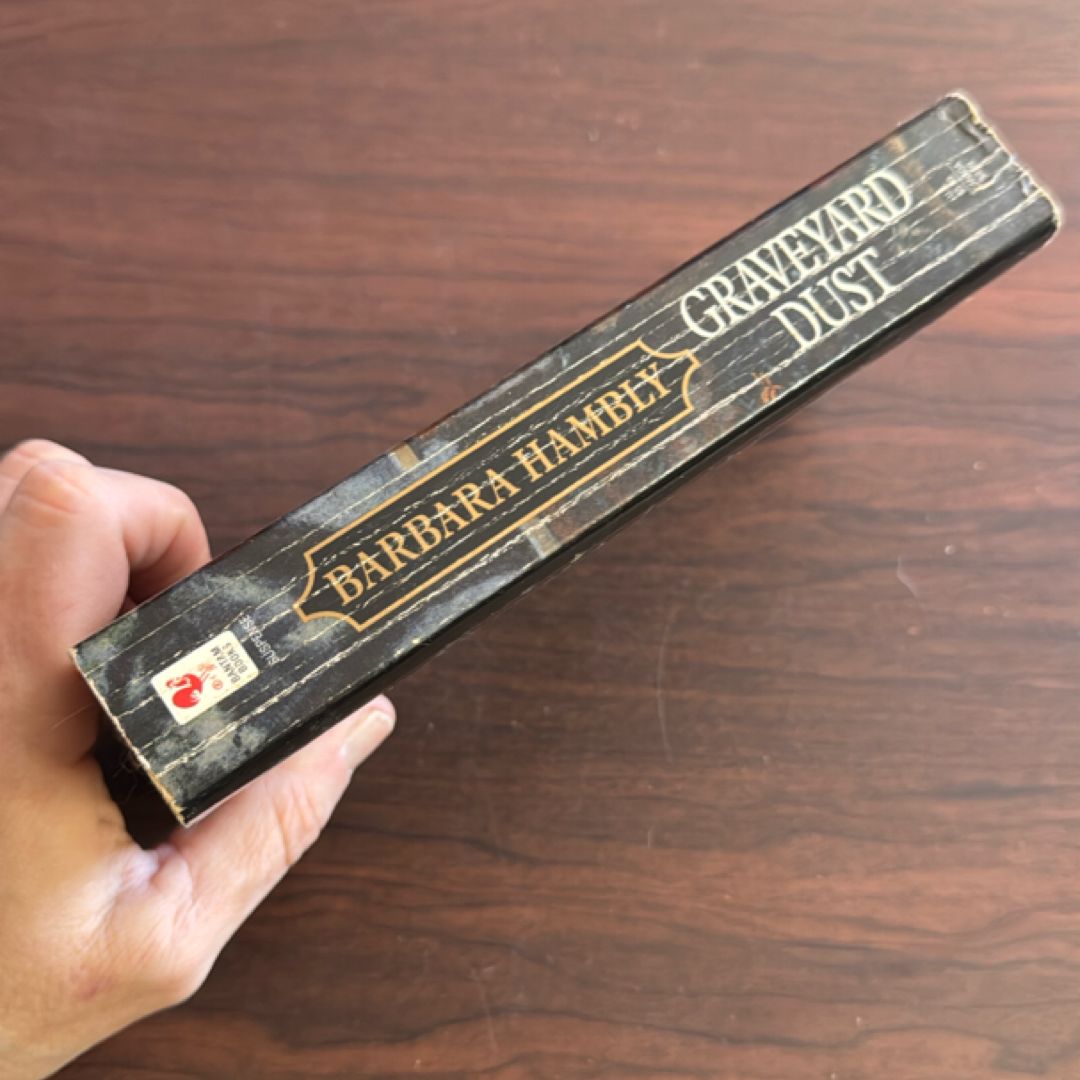 BARBARA HAMBLY
GRAVEYARD
DUST
SUSPENSE
BANTAM
BOOKS